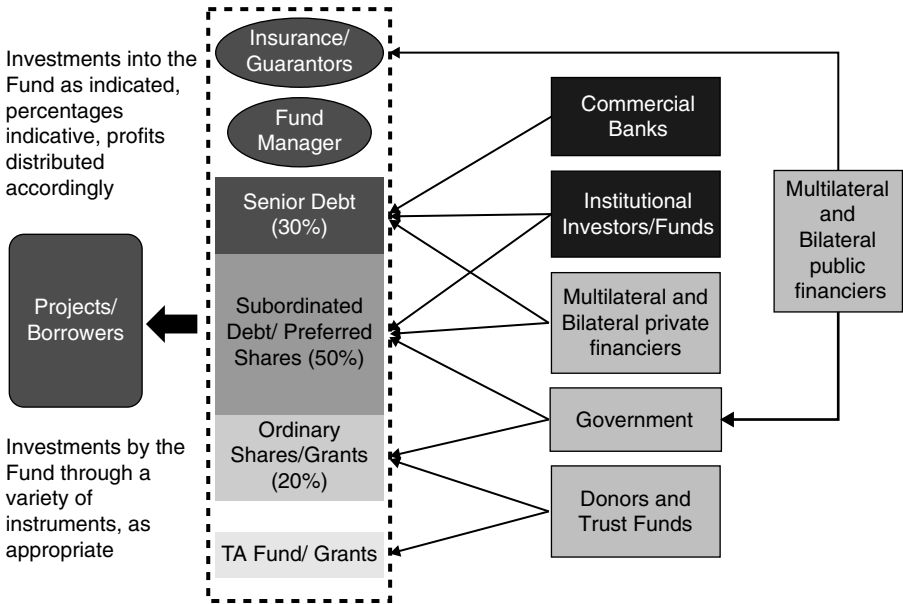 Investments into the
Fund as indicated,
percentages
indicative, profits
distributed
accordingly
Projects/
Borrowers
Investments by the
Fund through a
variety of
instruments, as
appropriate
Insurance/
Guarantors
Fund
Manager
Senior Debt
(30%)
Subordinated
Debt/ Preferred
Shares (50%)
Ordinary
Shares/Grants
(20%)
TA Fund/ Grants
Commercial
Banks
Institutional
Investors/Funds
Multilateral and
Bilateral private
financiers
Government
Donors and
Trust Funds
Multilateral
and
Bilateral
public
financiers